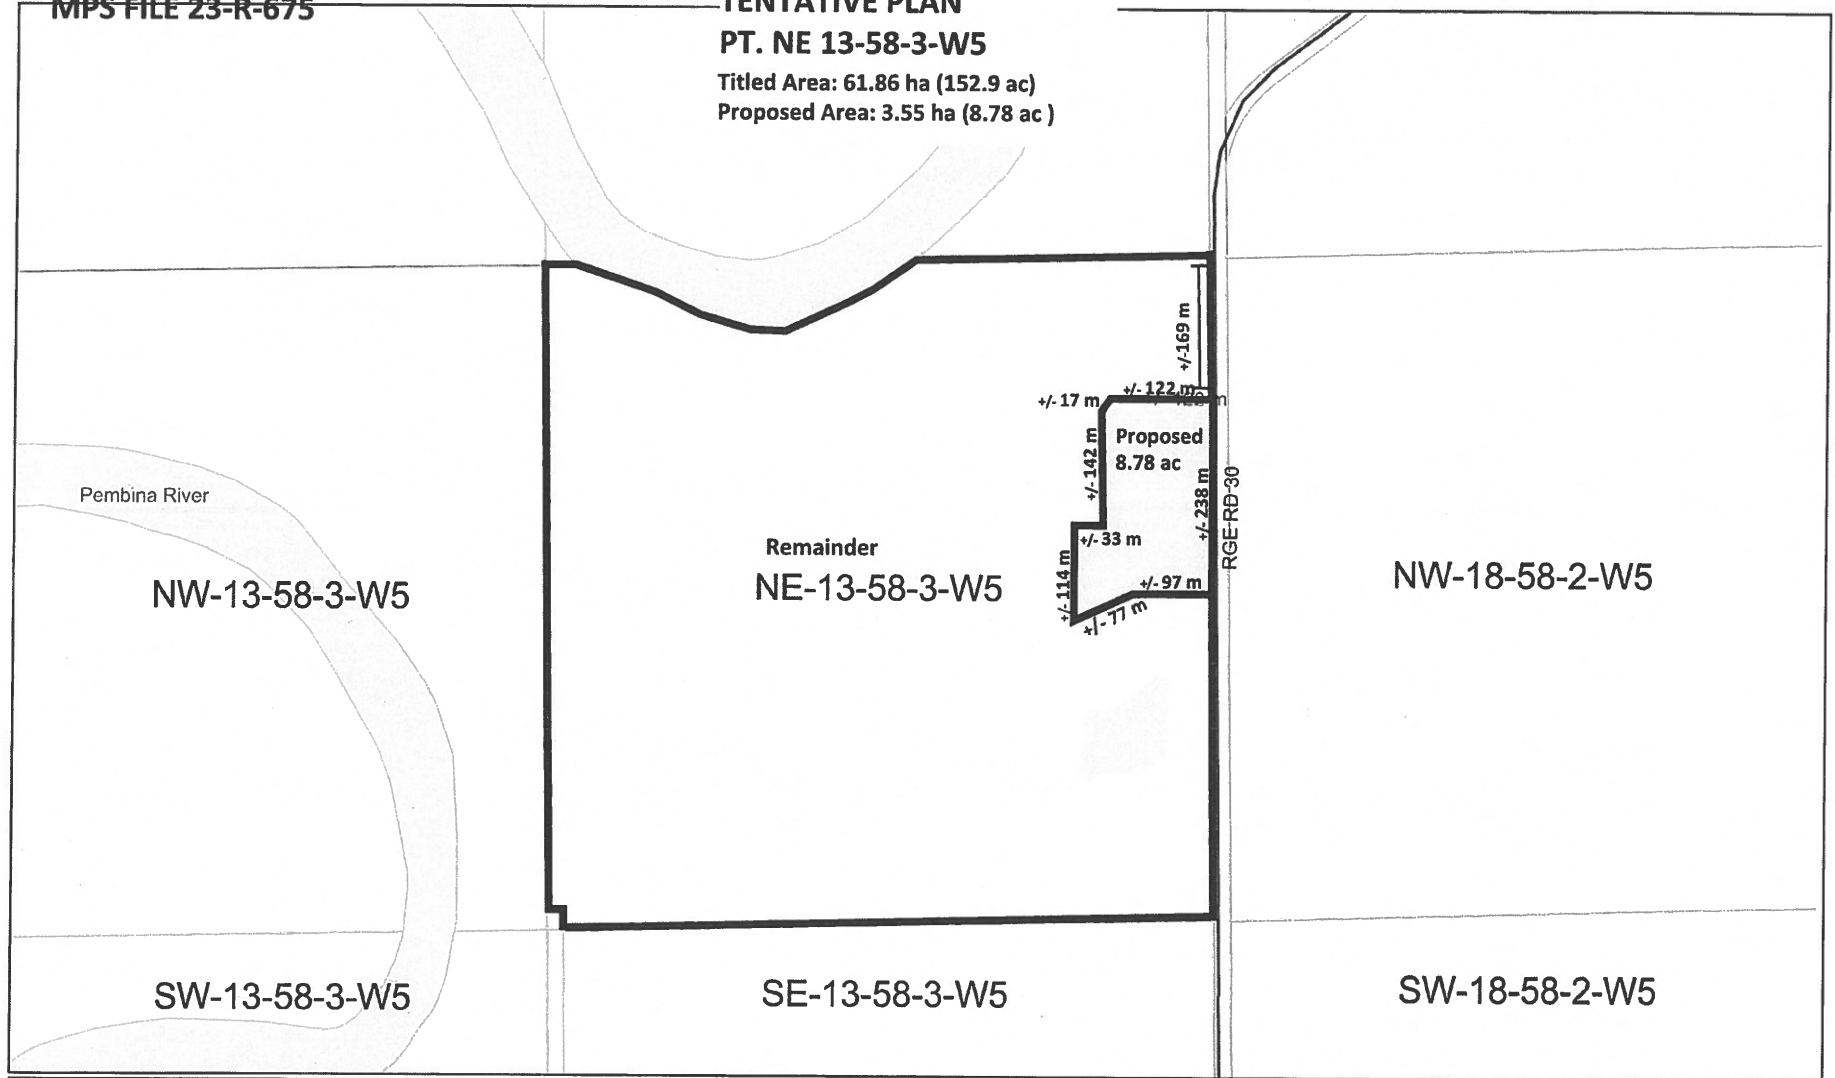 MPS FILE 23-R-675
TENTATIVE PLAN
PT. NE 13-58-3-W5
Titled Area: 61.86 ha (152.9 ac)
Proposed Area: 3.55 ha (8.78 ac )
+/-169 m
+/- 122 m
+/- 17 m
Proposed
8.78 ac
+/- 142 m
+/- 238 m
RGE-RD-30
Pembina River
+/- 33 m
Remainder
+/- 114 m
+/- 97 m
+/- 77 m
NW-13-58-3-W5
NE-13-58-3-W5
NW-18-58-2-W5
SW-13-58-3-W5
SE-13-58-3-W5
SW-18-58-2-W5